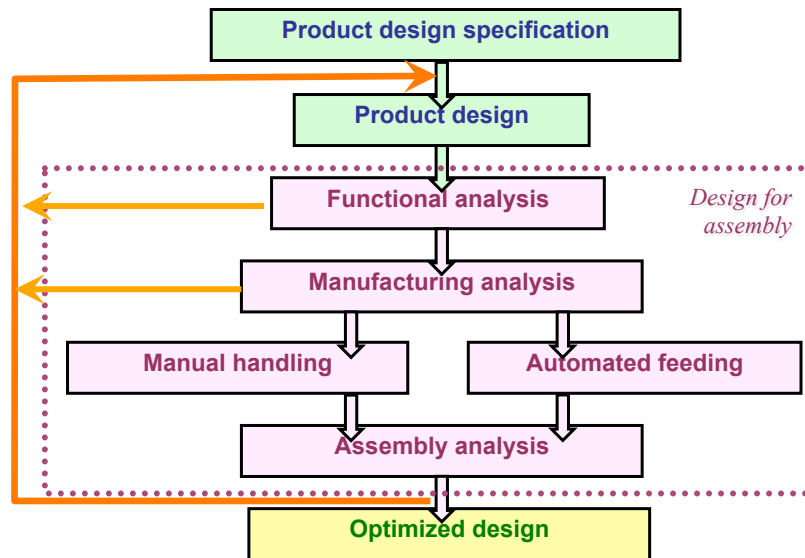 Product design specification
Product design
Functional analysis
Design for
assembly
Manufacturing analysis
Manual handling
Automated feeding
Assembly analysis
Optimized design